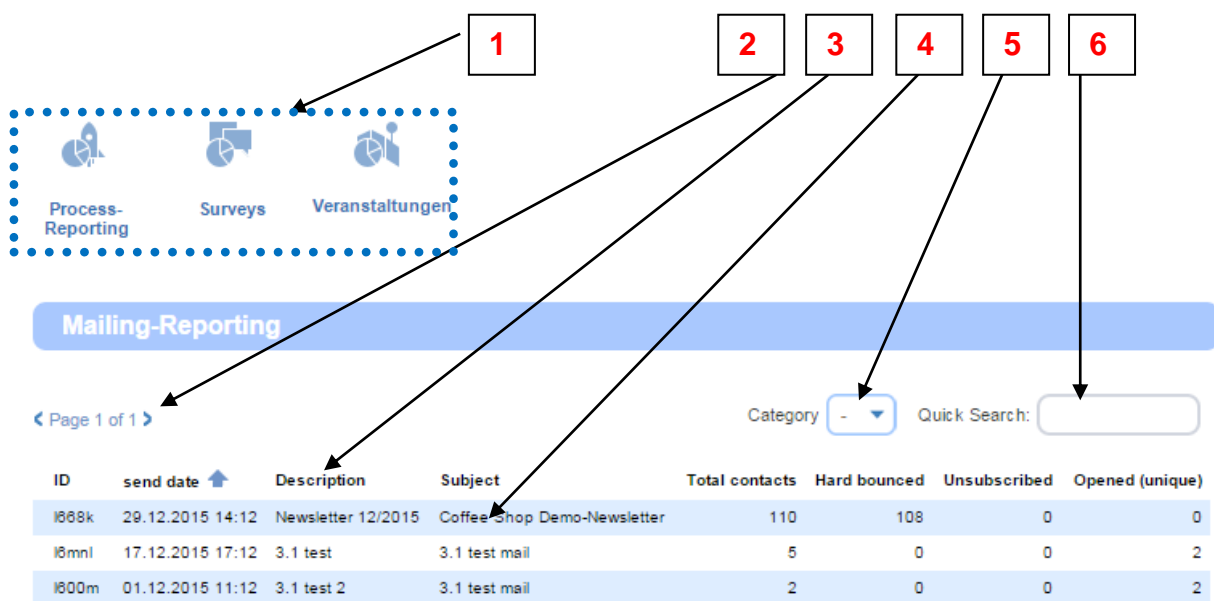 1 2 3 4 5 6
Process-
Reporting
Surveys
Veranstaltungen
Mailing-Reporting
Page 1 of 1
Category - Quick Search:
ID send date Description Subject Total contacts Hard bounced Unsubscribed Opened (unique)
I668k 29.12.2015 14:12 Newsletter 12/2015 Coffee Shop Demo-Newsletter 110 108 0 0
I6mnl 17.12.2015 17:12 3.1 test 3.1 test mail 5 0 0 2
I600m 01.12.2015 11:12 3.1 test 2 3.1 test mail 2 0 0 2